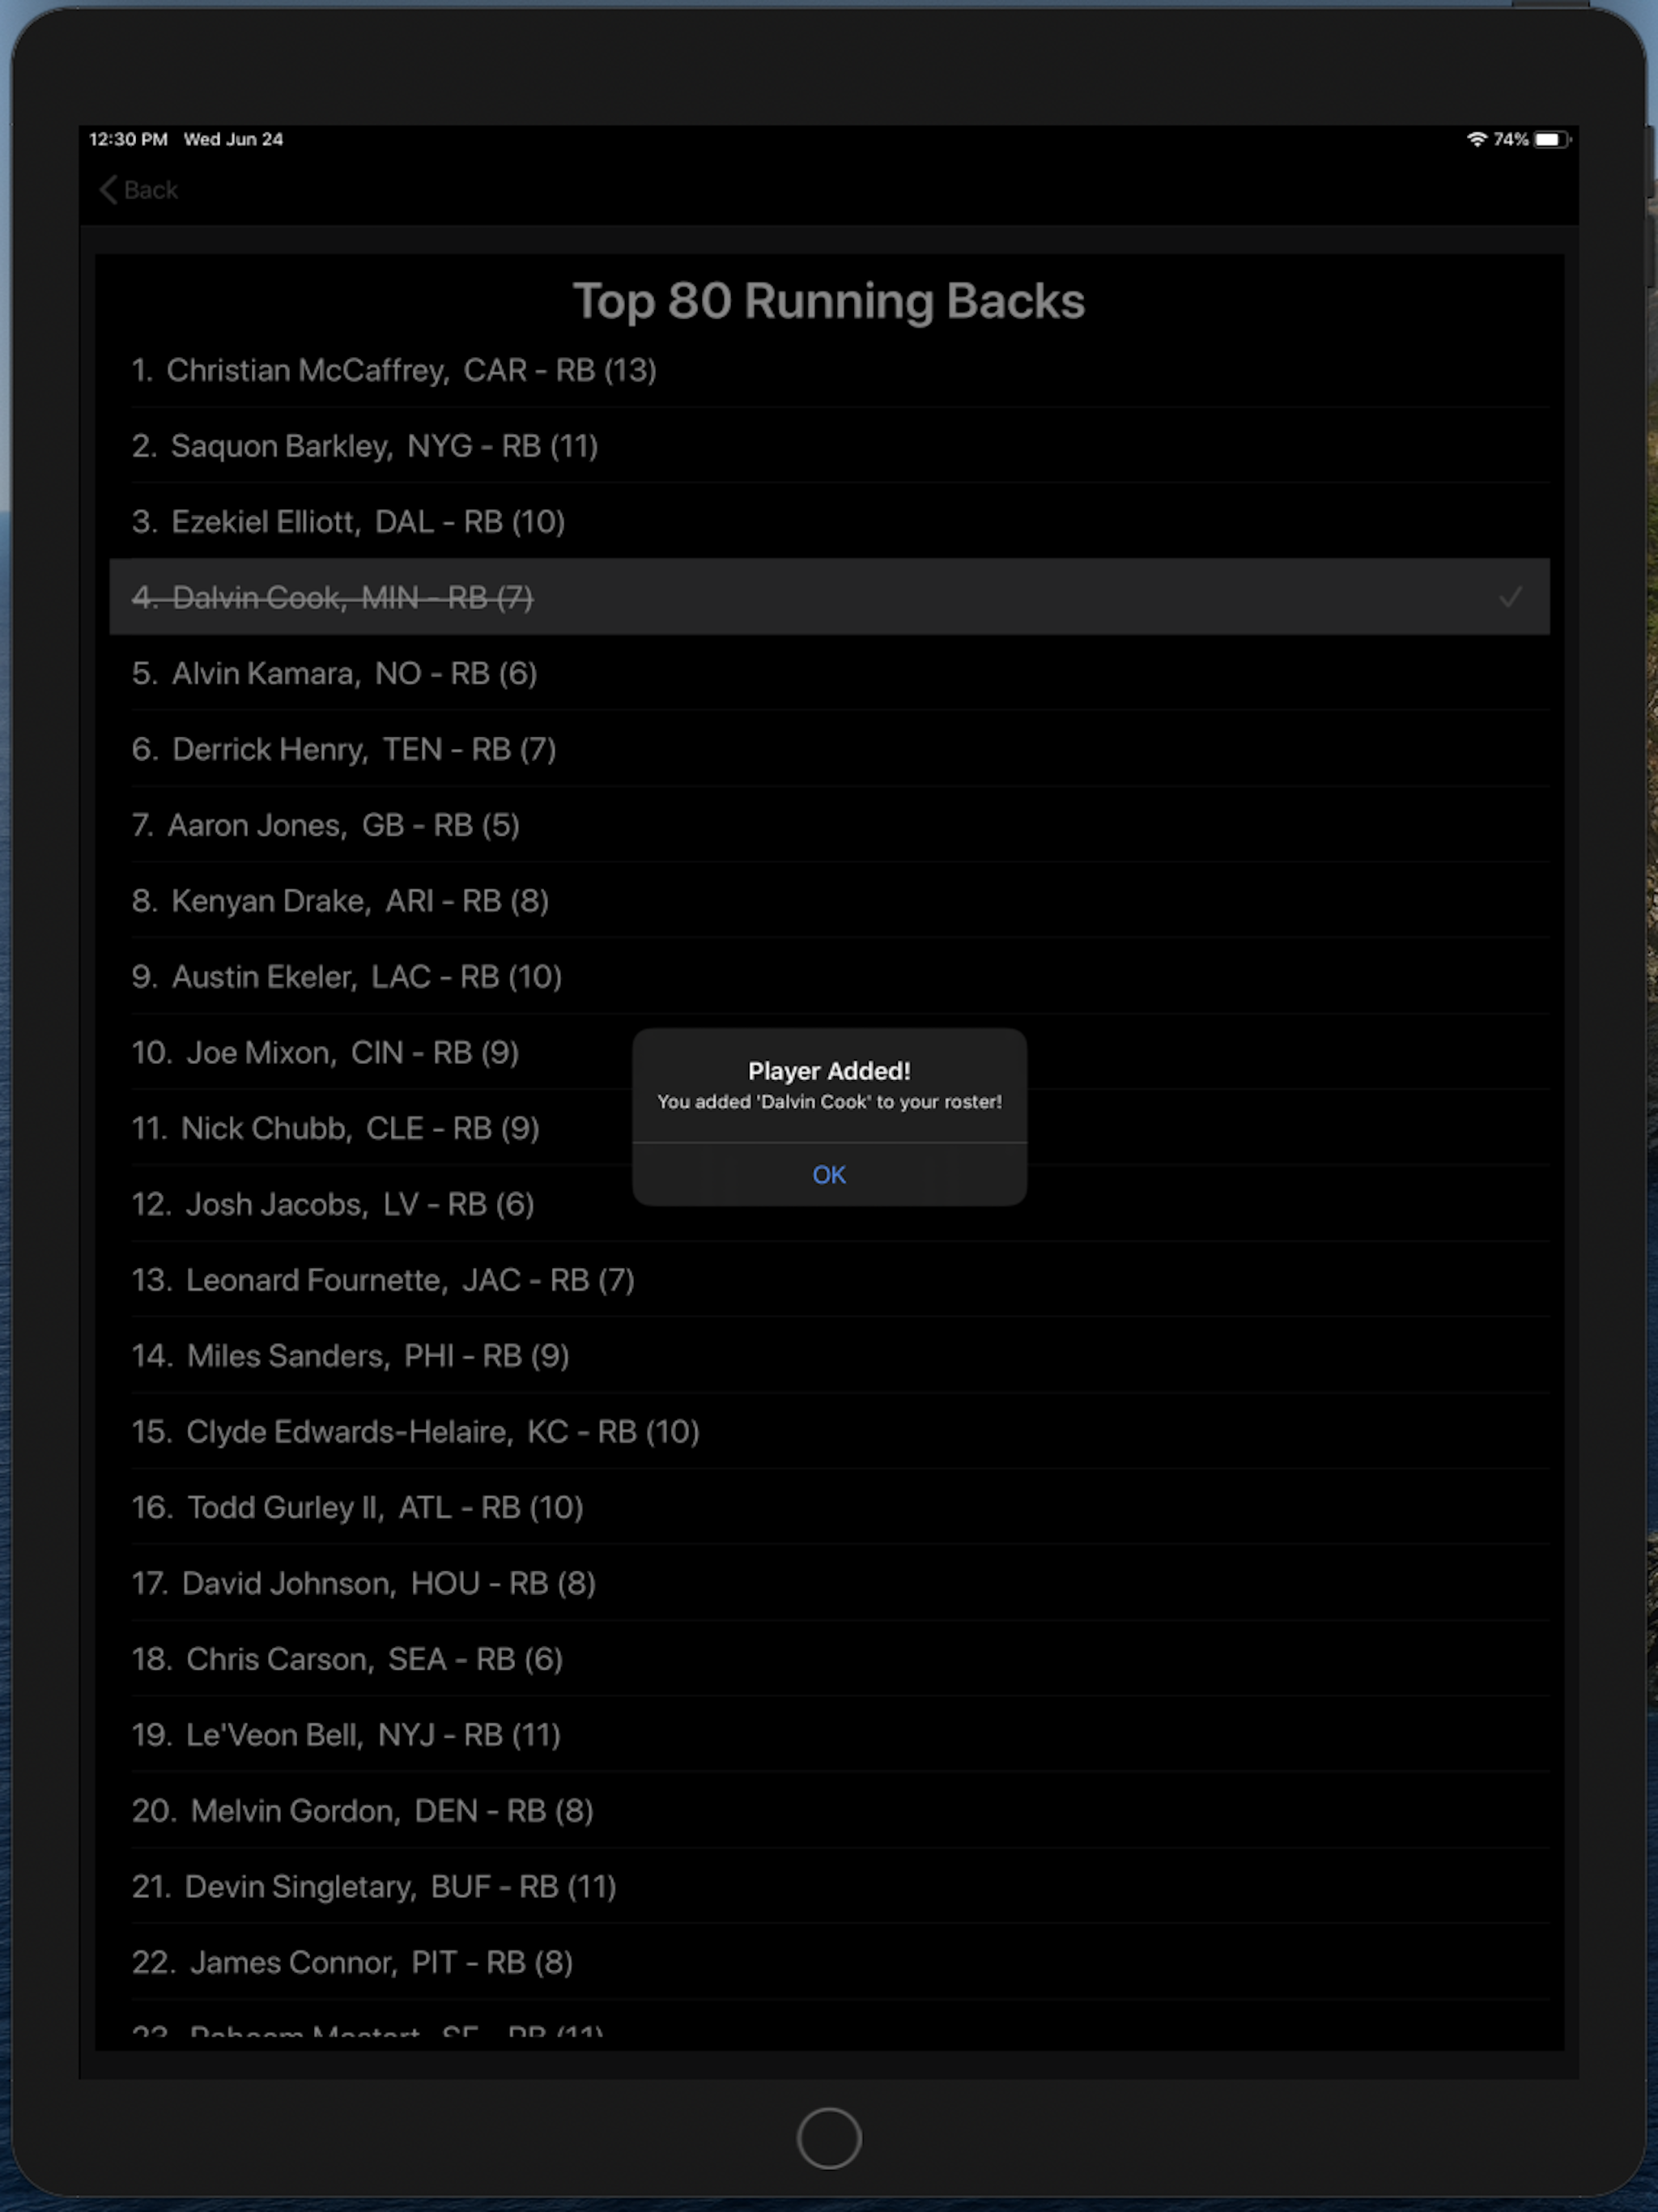 12:30 PM Wed Jun 24
74%
Back
Top 80 Running Backs
1. Christian McCaffrey, CAR - RB (13)
2. Saquon Barkley, NYG - RB (11)
3. Ezekiel Elliott, DAL - RB (10)
4. Dalvin Cook, MIN - RB (7)
5. Alvin Kamara, NO - RB (6)
6. Derrick Henry, TEN - RB (7)
7. Aaron Jones, GB - RB (5)
8. Kenyan Drake, ARI - RB (8)
9. Austin Ekeler, LAC - RB (10)
10. Joe Mixon, CIN - RB (9)
11. Nick Chubb, CLE - RB (9)
12. Josh Jacobs, LV - RB (6)
13. Leonard Fournette, JAC - RB (7)
14. Miles Sanders, PHI - RB (9)
15. Clyde Edwards-Helaire, KC - RB (10)
16. Todd Gurley II, ATL - RB (10)
17. David Johnson, HOU - RB (8)
18. Chris Carson, SEA - RB (6)
19. Le'Veon Bell, NYJ - RB (11)
20. Melvin Gordon, DEN - RB (8)
21. Devin Singletary, BUF - RB (11)
22. James Connor, PIT - RB (8)
23. Raheem Mostert, SF - RB (11)
Player Added!
You added 'Dalvin Cook' to your roster!
OK